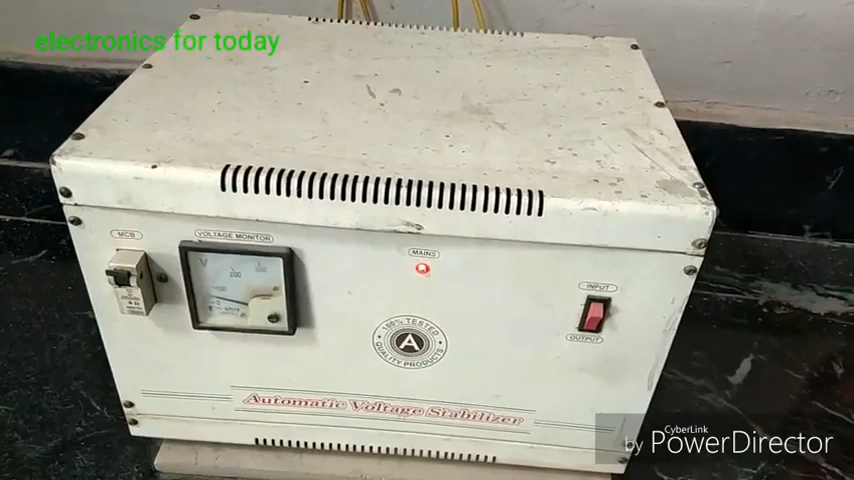 electronics for today
MCB
VOLTAGE MONITOR
MAINS
INPUT
V
200
100% TESTED
A
QUALITY PRODUCTS
OUTPUT
Automatic Voltage Stabilizer
by CyberLink
PowerDirector